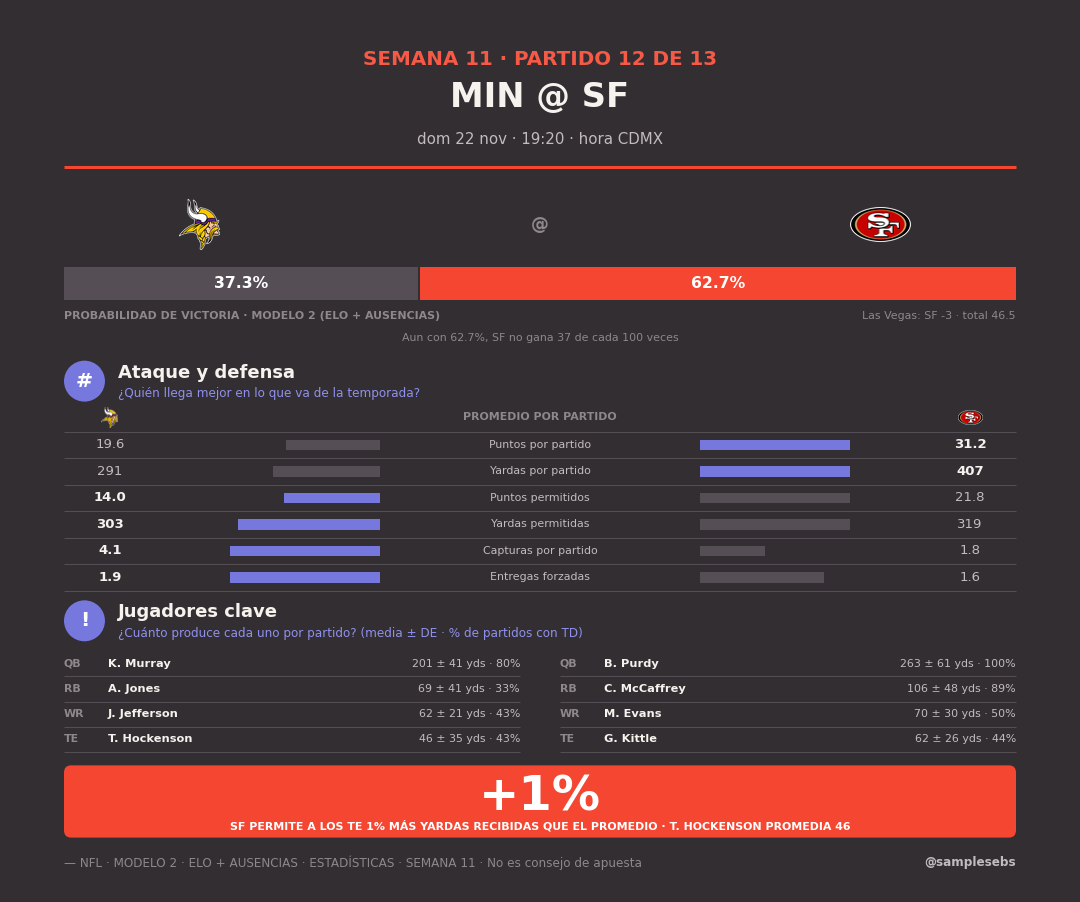 SEMANA 11 · PARTIDO 12 DE 13
MIN @ SF
dom 22 nov · 19:20 · hora CDMX
@
SF
37.3% 62.7%
PROBABILIDAD DE VICTORIA · MODELO 2 (ELO + AUSENCIAS) Las Vegas: SF -3 · total 46.5
Aun con 62.7%, SF no gana 37 de cada 100 veces
# Ataque y defensa
¿Quién llega mejor en lo que va de la temporada?
PROMEDIO POR PARTIDO SF
19.6 Puntos por partido 31.2
291 Yardas por partido 407
14.0 Puntos permitidos 21.8
303 Yardas permitidas 319
4.1 Capturas por partido 1.8
1.9 Entregas forzadas 1.6
! Jugadores clave
¿Cuánto produce cada uno por partido? (media ± DE · % de partidos con TD)
QB K. Murray 201 ± 41 yds · 80% QB B. Purdy 263 ± 61 yds · 100%
RB A. Jones 69 ± 41 yds · 33% RB C. McCaffrey 106 ± 48 yds · 89%
WR J. Jefferson 62 ± 21 yds · 43% WR M. Evans 70 ± 30 yds · 50%
TE T. Hockenson 46 ± 35 yds · 43% TE G. Kittle 62 ± 26 yds · 44%
+1%
SF PERMITE A LOS TE 1% MÁS YARDAS RECIBIDAS QUE EL PROMEDIO · T. HOCKENSON PROMEDIA 46
— NFL · MODELO 2 · ELO + AUSENCIAS · ESTADÍSTICAS · SEMANA 11 · No es consejo de apuesta @samplesebs